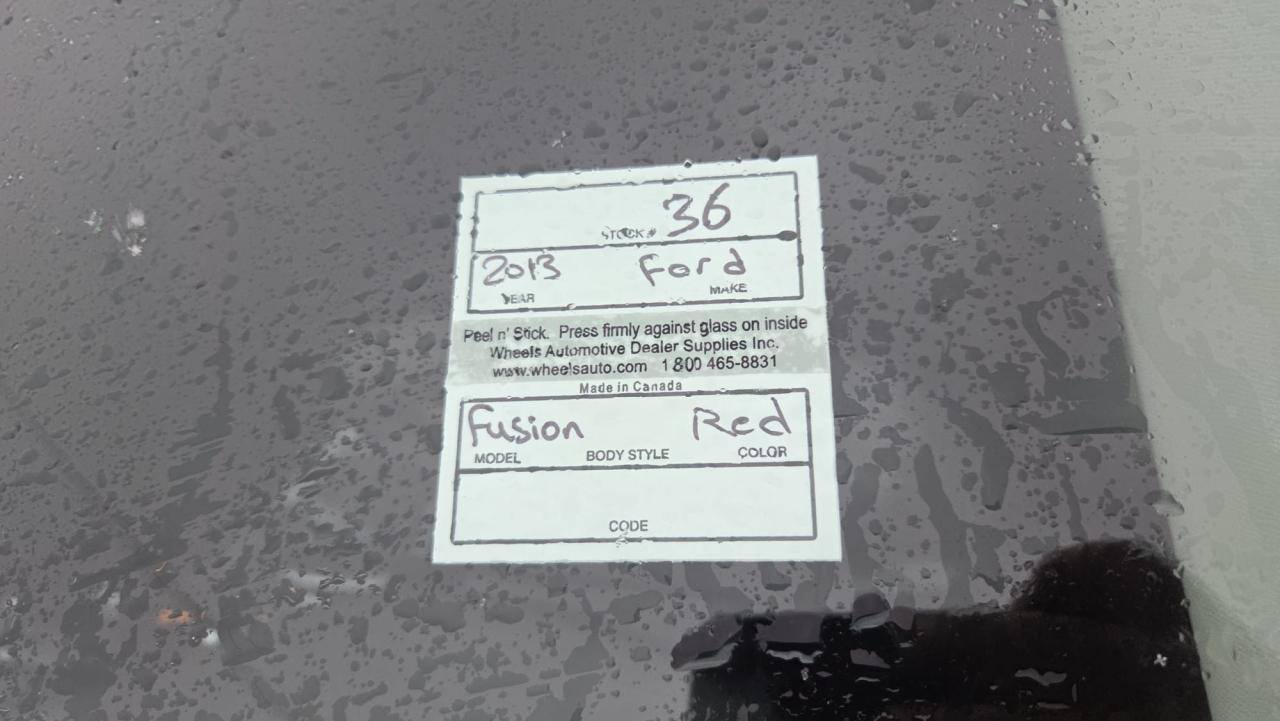 STOCK# 36
2013 Ford
YEAR MAKE
Peel n' Stick. Press firmly against glass on inside
Wheels Automotive Dealer Supplies Inc.
www.wheelsauto.com 1 800 465-8831
Made in Canada
Fusion Red
MODEL BODY STYLE COLOR
CODE